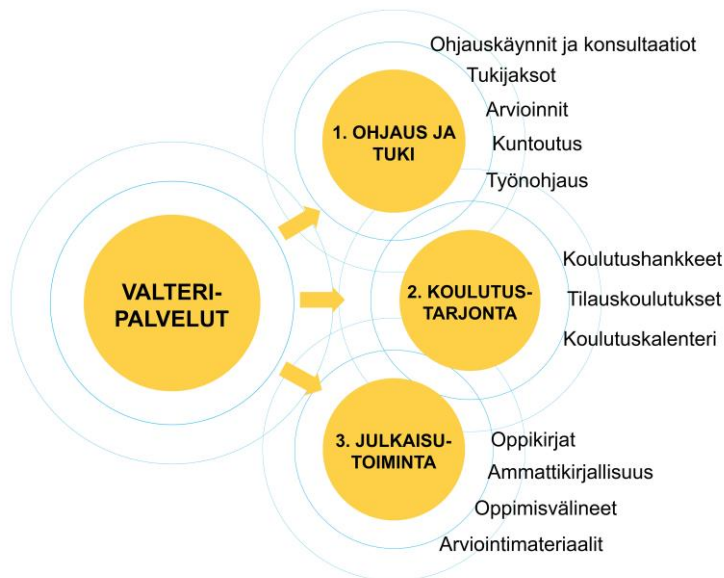 VALTERI-
PALVELUT
1. OHJAUS JA
TUKI
Ohjauskäynnit ja konsultaatiot
Tukijaksot
Arvioinnit
Kuntoutus
Työnohjaus
2. KOULUTUS-
TARJONTA
Koulutushankkeet
Tilauskoulutukset
Koulutuskalenteri
3. JULKAISU-
TOIMINTA
Oppikirjat
Ammattikirjallisuus
Oppimisvälineet
Arviointimateriaalit